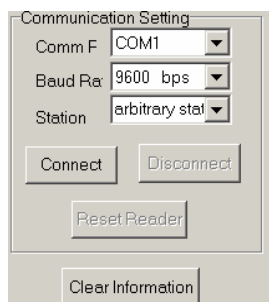 Communication Setting
Comm F COM1
Baud Ra 9600 bps
Station arbitrary stat
Connect Disconnect
Reset Reader
Clear Information